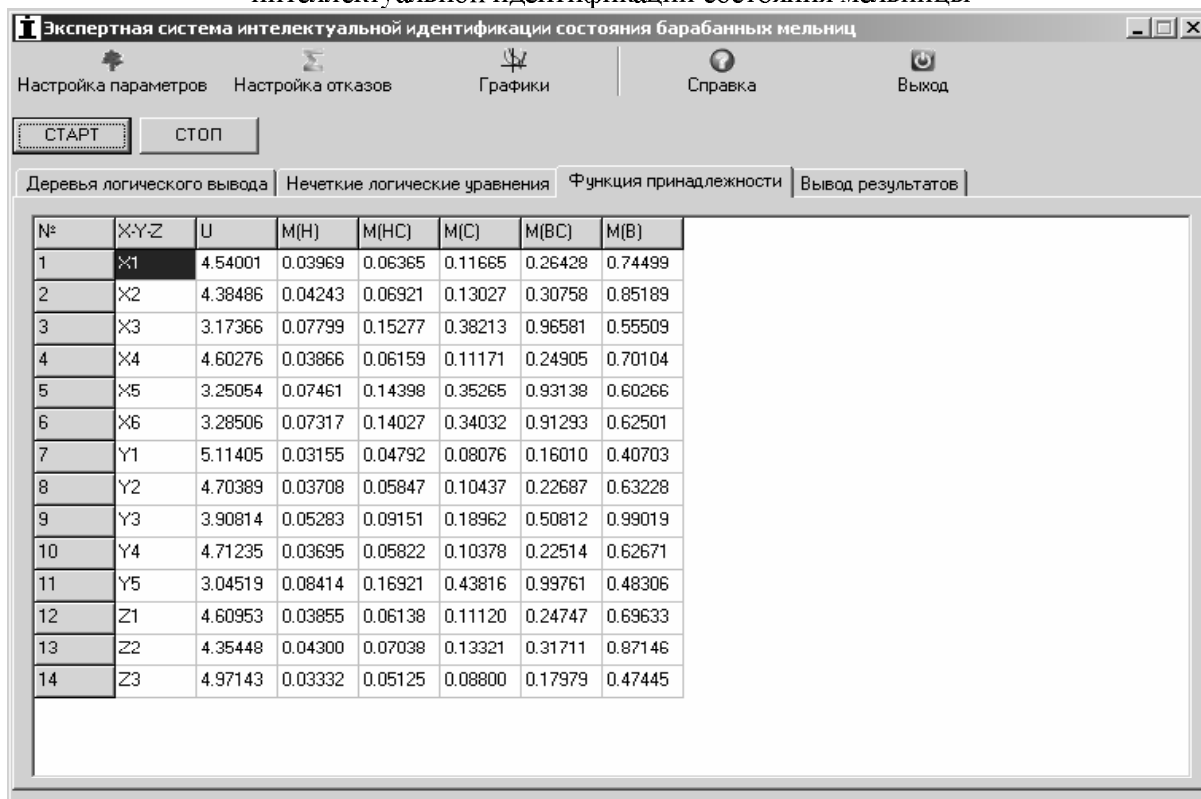 интеллектуальной идентификации состояния мельницы
Экспертная система интелектуальной идентификации состояния барабанных мельниц
Настройка параметров Настройка отказов Графики Справка Выход
СТАРТ СТОП
Деревья логического вывода Нечеткие логические уравнения Функция принадлежности Вывод результатов
№ X-Y-Z U M(H) M(HC) M(C) M(BC) M(B)
1 X1 4.54001 0.03969 0.06365 0.11665 0.26428 0.74499
2 X2 4.38486 0.04243 0.06921 0.13027 0.30758 0.85189
3 X3 3.17366 0.07799 0.15277 0.38213 0.96581 0.55509
4 X4 4.60276 0.03866 0.06159 0.11171 0.24905 0.70104
5 X5 3.25054 0.07461 0.14398 0.35265 0.93138 0.60266
6 X6 3.28506 0.07317 0.14027 0.34032 0.91293 0.62501
7 Y1 5.11405 0.03155 0.04792 0.08076 0.16010 0.40703
8 Y2 4.70389 0.03708 0.05847 0.10437 0.22687 0.63228
9 Y3 3.90814 0.05283 0.09151 0.18962 0.50812 0.99019
10 Y4 4.71235 0.03695 0.05822 0.10378 0.22514 0.62671
11 Y5 3.04519 0.08414 0.16921 0.43816 0.99761 0.48306
12 Z1 4.60953 0.03855 0.06138 0.11120 0.24747 0.69633
13 Z2 4.35448 0.04300 0.07038 0.13321 0.31711 0.87146
14 Z3 4.97143 0.03332 0.05125 0.08800 0.17979 0.47445